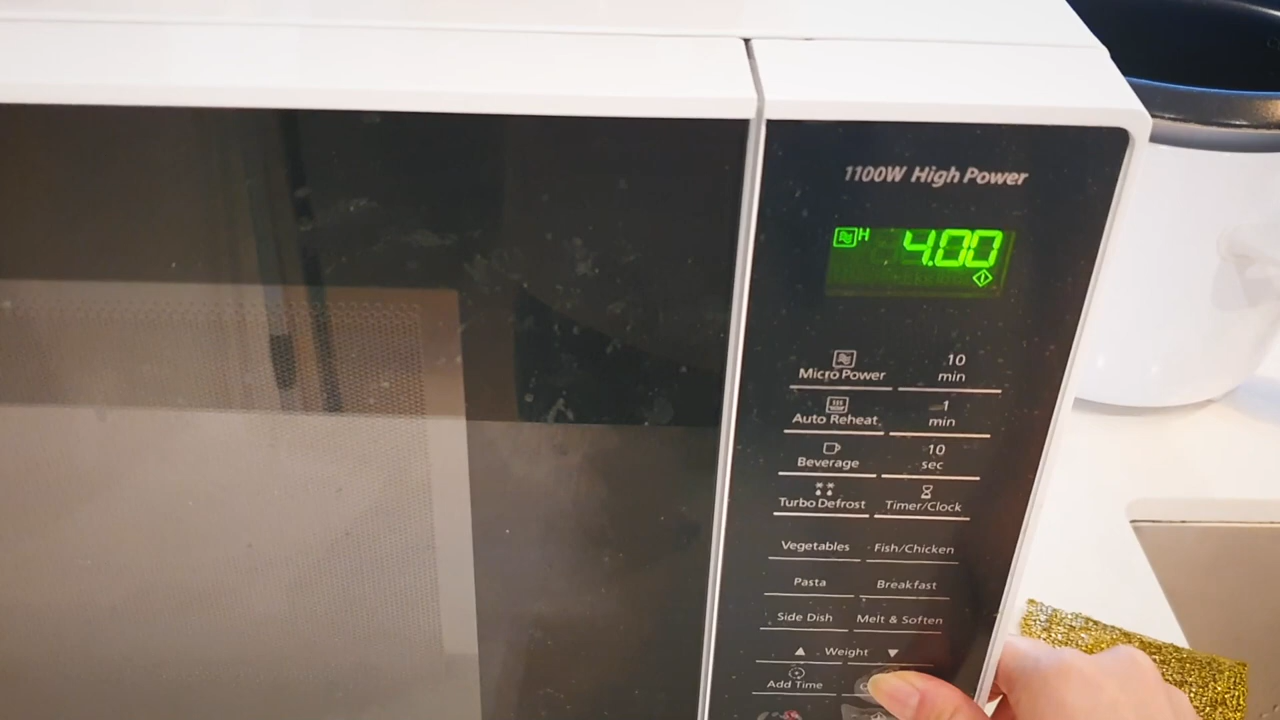 1100W High Power
H 4.00
Micro Power
10 min
Auto Reheat
1 min
Beverage
10 sec
Turbo Defrost
Timer/Clock
Vegetables
Fish/Chicken
Pasta
Breakfast
Side Dish
Melt & Soften
Weight
Add Time